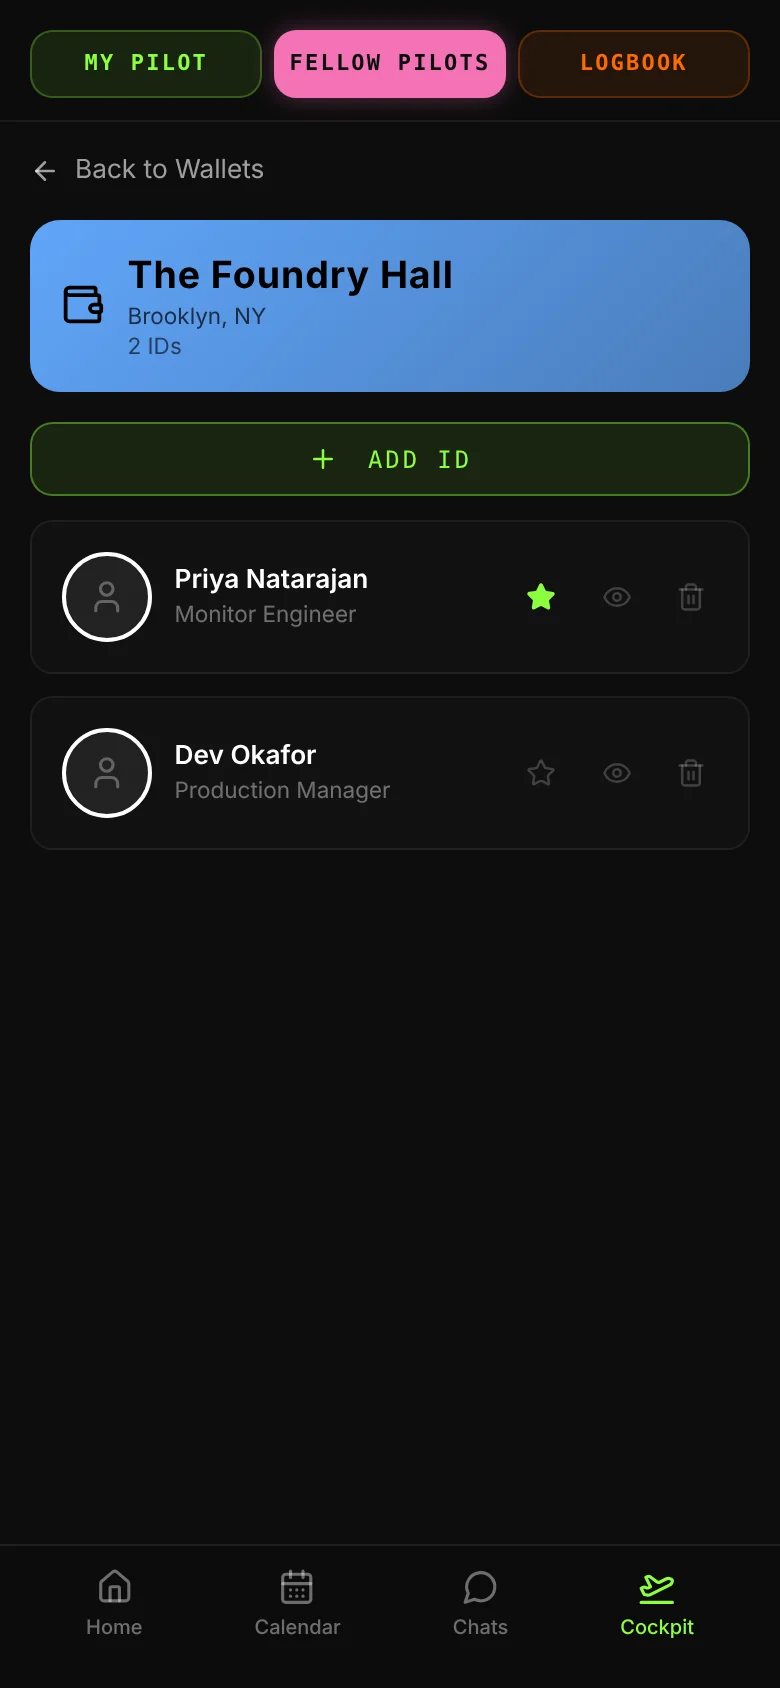 MY PILOT
FELLOW PILOTS
LOGBOOK
Back to Wallets
The Foundry Hall
Brooklyn, NY
2 IDs
ADD ID
Priya Natarajan
Monitor Engineer
Dev Okafor
Production Manager
Home
Calendar
Chats
Cockpit